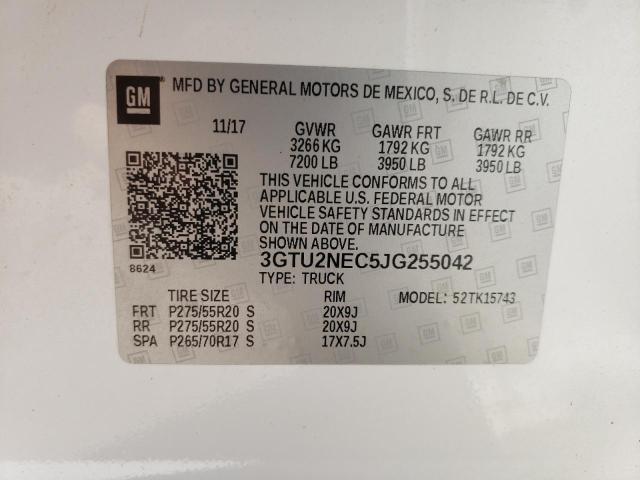 GM MFD BY GENERAL MOTORS DE MEXICO, S. DE R.L. DE C.V.
11/17 GVWR GAWR FRT GAWR RR
3266 KG 1792 KG 1792 KG
7200 LB 3950 LB 3950 LB
THIS VEHICLE CONFORMS TO ALL
APPLICABLE U.S. FEDERAL MOTOR
VEHICLE SAFETY STANDARDS IN EFFECT
ON THE DATE OF MANUFACTURE
SHOWN ABOVE.
8624 3GTU2NEC5JG255042
TYPE: TRUCK
TIRE SIZE RIM MODEL: 52TK15743
FRT P275/55R20 S 20X9J
RR P275/55R20 S 20X9J
SPA P265/70R17 S 17X7.5J